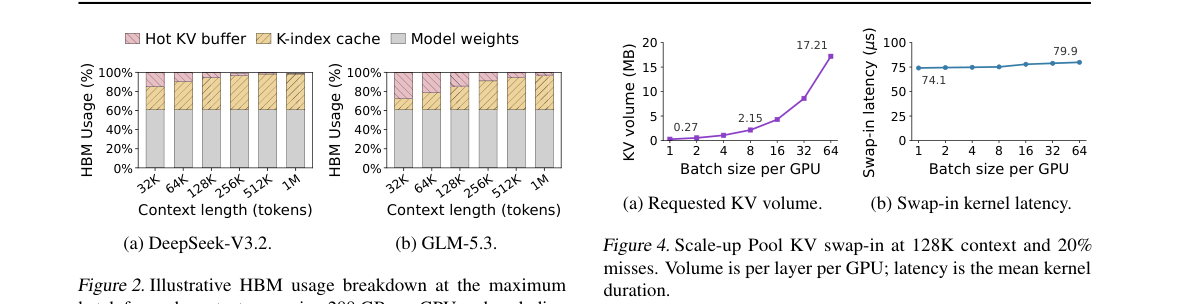 Hot KV buffer K-index cache Model weights
HBM Usage (%)
100%
80%
60%
40%
20%
0%
32K 64K 128K 256K 512K 1M
Context length (tokens)
(a) DeepSeek-V3.2.
HBM Usage (%)
100%
80%
60%
40%
20%
0%
32K 64K 128K 256K 512K 1M
Context length (tokens)
(b) GLM-5.3.
Figure 2. Illustrative HBM usage breakdown at the maximum
KV volume (MB)
20
15
10
5
0
0.27
2.15
17.21
1 2 4 8 16 32 64
Batch size per GPU
(a) Requested KV volume.
Swap-in latency (μs)
100
75
50
25
0
74.1
79.9
1 2 4 8 16 32 64
Batch size per GPU
(b) Swap-in kernel latency.
Figure 4. Scale-up Pool KV swap-in at 128K context and 20%
misses. Volume is per layer per GPU; latency is the mean kernel
duration.